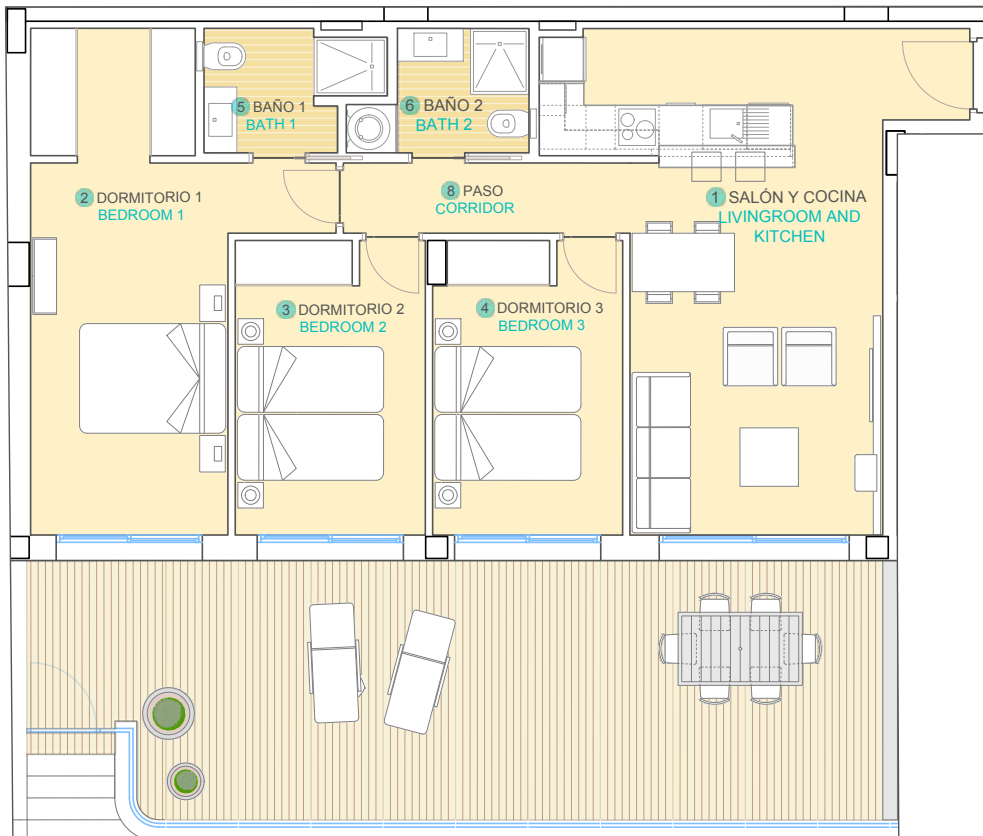 5 BAÑO 1
BATH 1
6 BAÑO 2
BATH 2
2 DORMITORIO 1
BEDROOM 1
8 PASO
CORRIDOR
1 SALÓN Y COCINA
LIVINGROOM AND
KITCHEN
3 DORMITORIO 2
BEDROOM 2
4 DORMITORIO 3
BEDROOM 3